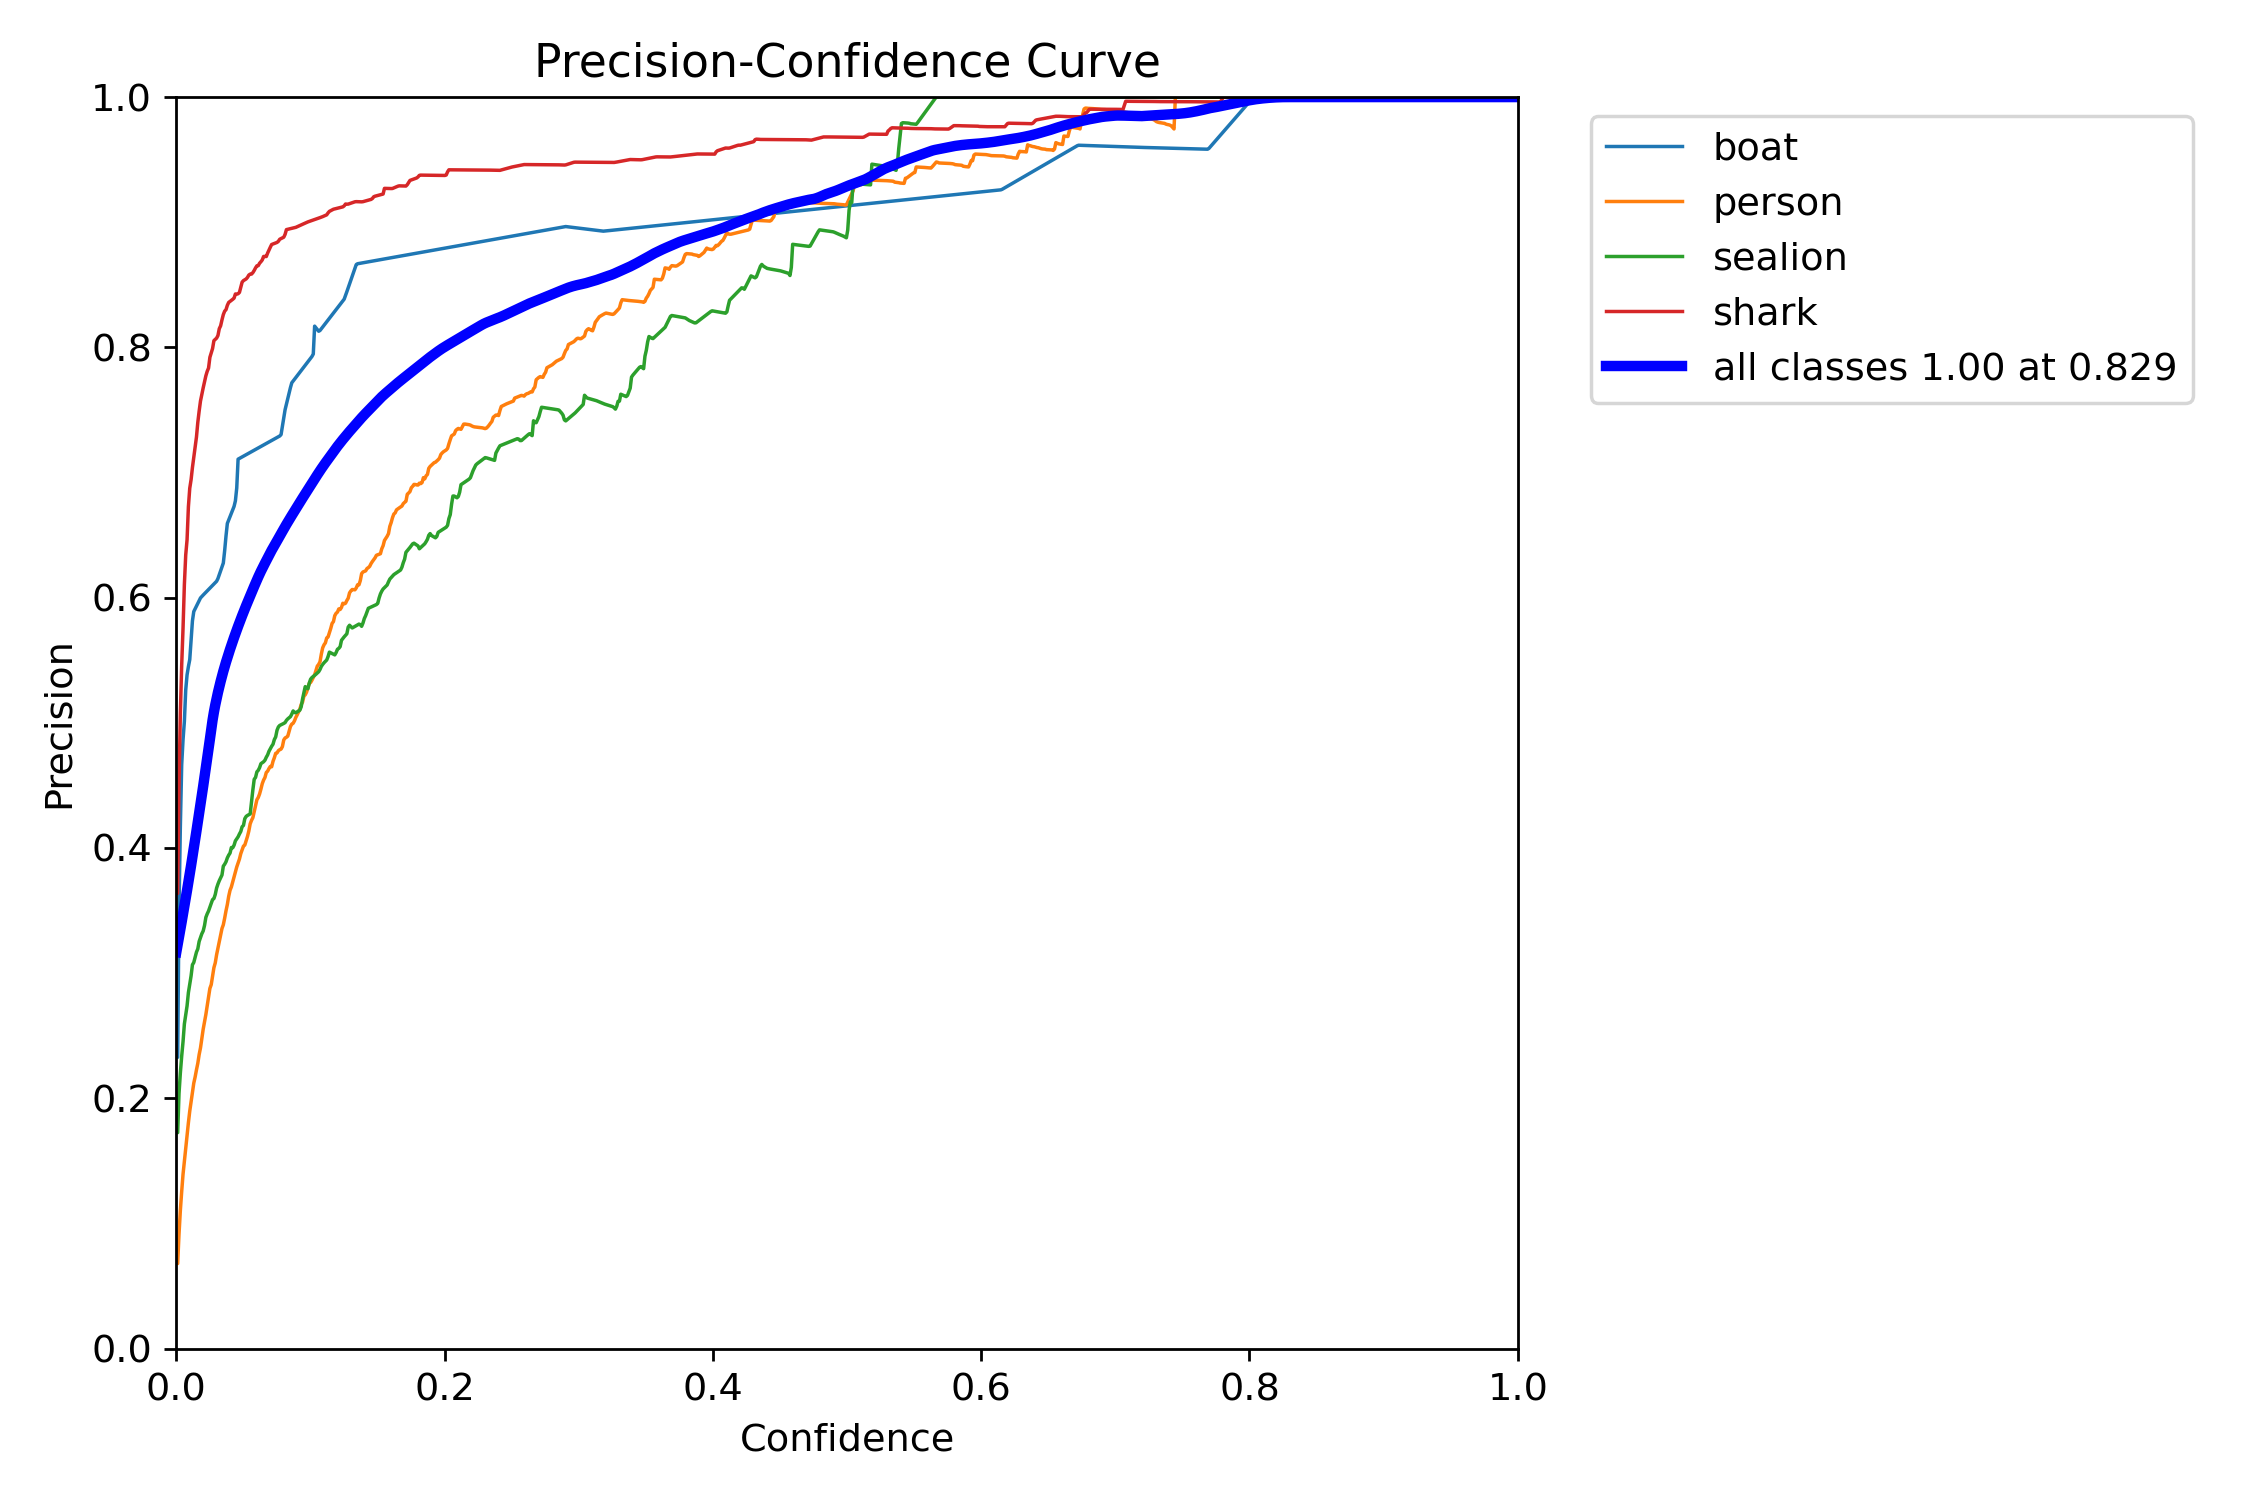 Precision-Confidence Curve
1.0
0.8
0.6
0.4
0.2
0.0
Precision
0.0 0.2 0.4 0.6 0.8 1.0
Confidence
boat
person
sealion
shark
all classes 1.00 at 0.829